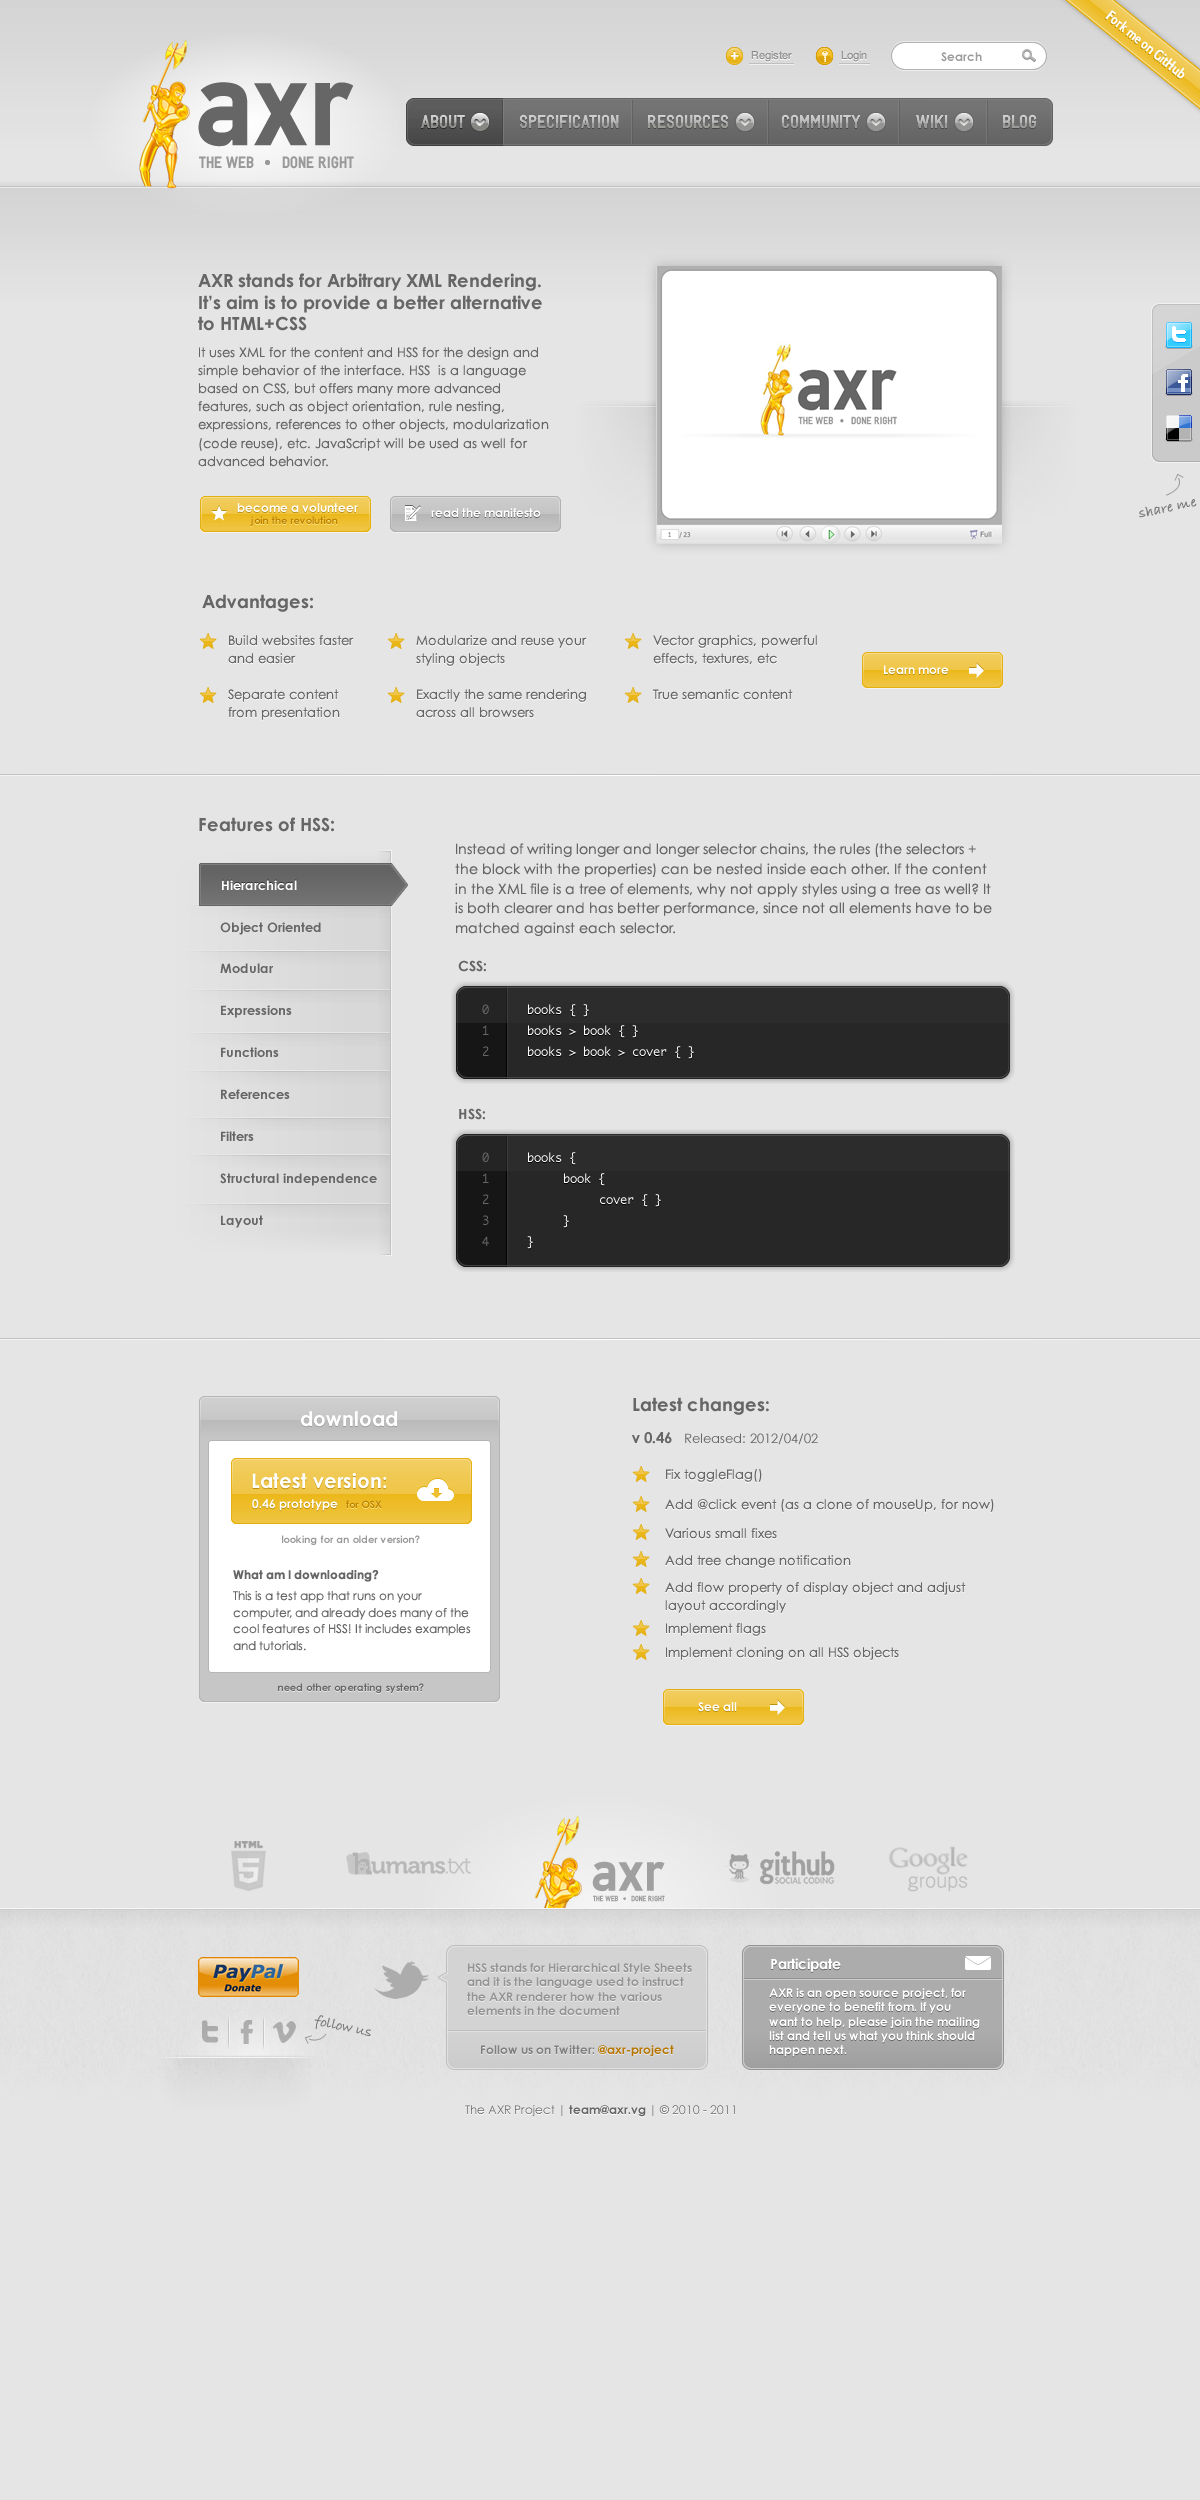 Fork me on GitHub
Register
Login
Search
axr
THE WEB • DONE RIGHT
ABOUT
SPECIFICATION
RESOURCES
COMMUNITY
WIKI
BLOG
AXR stands for Arbitrary XML Rendering.
It's aim is to provide a better alternative
to HTML+CSS
It uses XML for the content and HSS for the design and
simple behavior of the interface. HSS is a language
based on CSS, but offers many more advanced
features, such as object orientation, rule nesting,
expressions, references to other objects, modularization
(code reuse), etc. JavaScript will be used as well for
advanced behavior.
become a volunteer
join the revolution
read the manifesto
axr
THE WEB • DONE RIGHT
1 / 23
Full
share me
Advantages:
Build websites faster
and easier
Modularize and reuse your
styling objects
Vector graphics, powerful
effects, textures, etc
Separate content
from presentation
Exactly the same rendering
across all browsers
True semantic content
Learn more
Features of HSS:
Hierarchical
Object Oriented
Modular
Expressions
Functions
References
Filters
Structural independence
Layout
Instead of writing longer and longer selector chains, the rules (the selectors +
the block with the properties) can be nested inside each other. If the content
in the XML file is a tree of elements, why not apply styles using a tree as well? It
is both clearer and has better performance, since not all elements have to be
matched against each selector.
CSS:
0 books { }
1 books > book { }
2 books > book > cover { }
HSS:
0 books {
1 book {
2 cover { }
3 }
4 }
download
Latest version:
0.46 prototype for OSX
looking for an older version?
What am I downloading?
This is a test app that runs on your
computer, and already does many of the
cool features of HSS! It includes examples
and tutorials.
need other operating system?
Latest changes:
v 0.46 Released: 2012/04/02
Fix toggleFlag()
Add @click event (as a clone of mouseUp, for now)
Various small fixes
Add tree change notification
Add flow property of display object and adjust
layout accordingly
Implement flags
Implement cloning on all HSS objects
See all
HTML
5
humans.txt
axr
THE WEB • DONE RIGHT
github
SOCIAL CODING
Google
groups
PayPal
Donate
follow us
HSS stands for Hierarchical Style Sheets
and it is the language used to instruct
the AXR renderer how the various
elements in the document
Follow us on Twitter: @axr-project
Participate
AXR is an open source project, for
everyone to benefit from. If you
want to help, please join the mailing
list and tell us what you think should
happen next.
The AXR Project | team@axr.vg | © 2010 - 2011